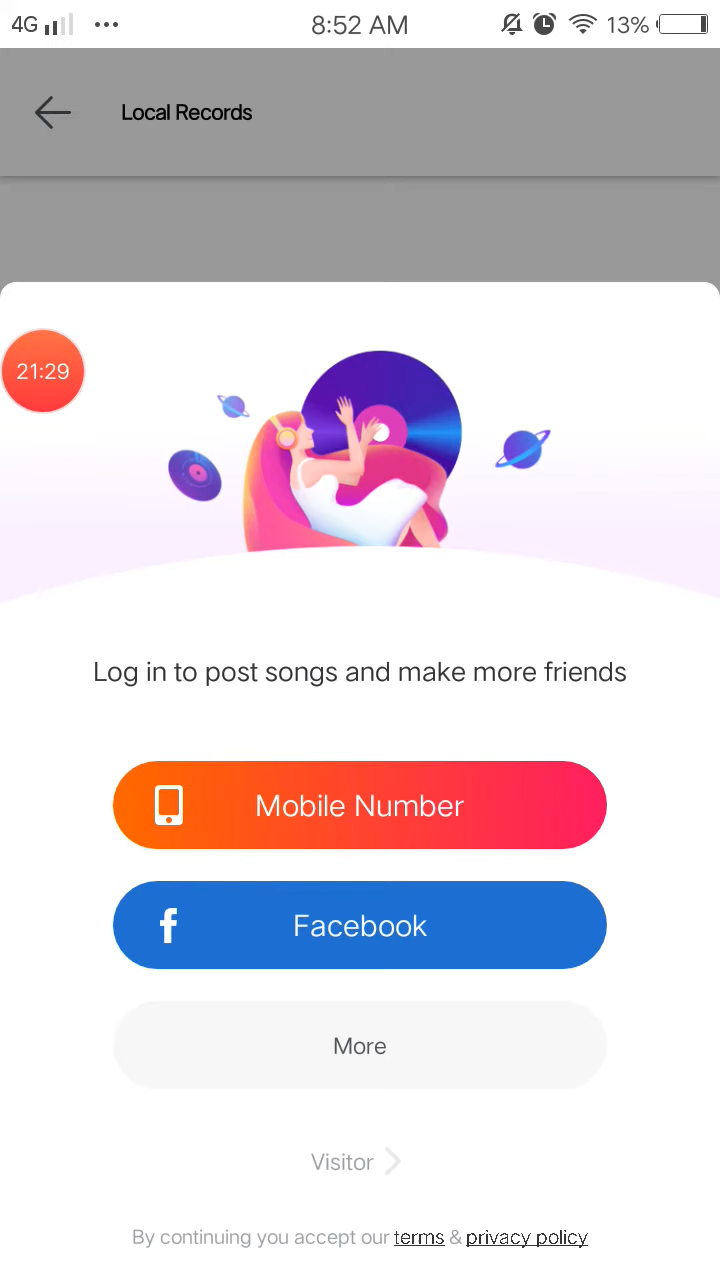 4G 8:52 AM 13%
Local Records
21:29
Log in to post songs and make more friends
Mobile Number
Facebook
More
Visitor
By continuing you accept our terms & privacy policy